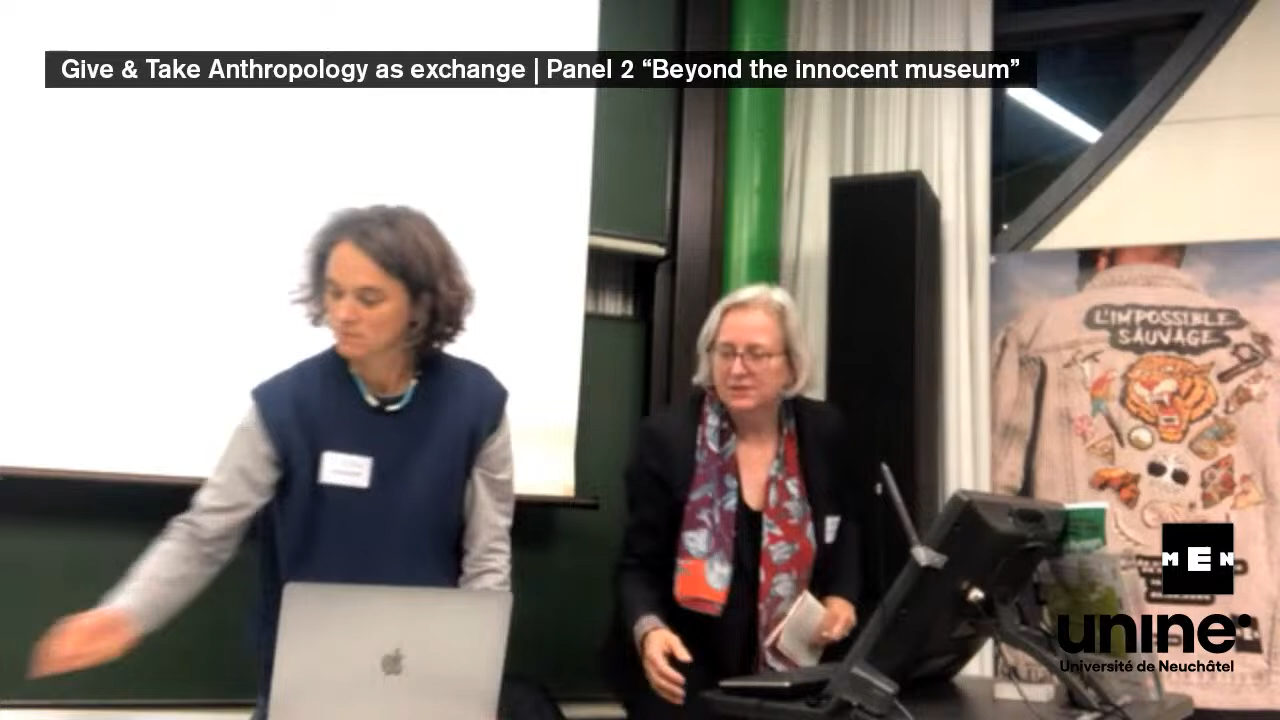 Give & Take Anthropology as exchange | Panel 2 “Beyond the innocent museum”
L'IMPOSSIBLE
SAUVAGE
MEN
unine
Université de Neuchâtel